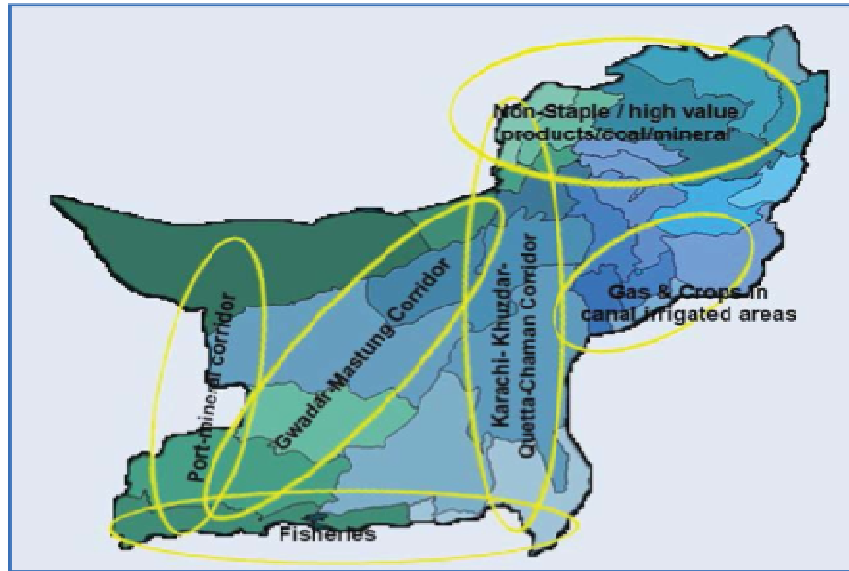 Non-Staple / high value
products/coal/mineral
Gas & Crops in
canal irrigated areas
Port-mineral corridor
Gwadar-Mastung Corridor
Karachi- Khuzdar-
Quetta-Chaman Corridor
Fisheries